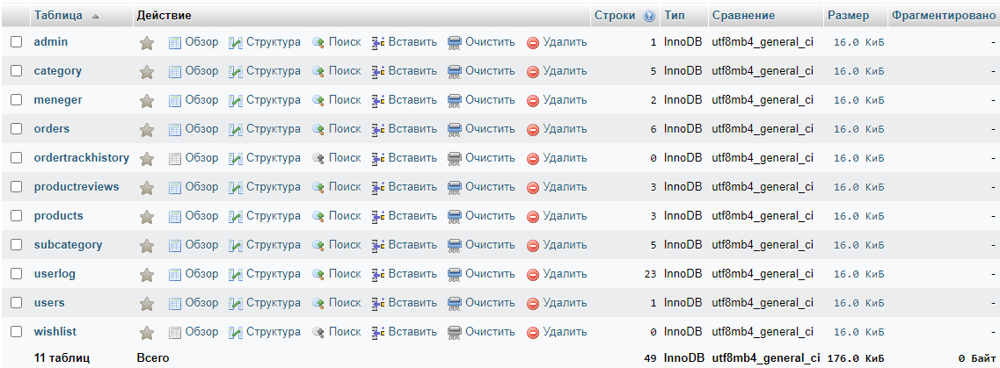 Таблица Действие Строки Тип Сравнение Размер Фрагментировано
admin Обзор Структура Поиск Вставить Очистить Удалить 1 InnoDB utf8mb4_general_ci 16.0 КиБ -
category Обзор Структура Поиск Вставить Очистить Удалить 5 InnoDB utf8mb4_general_ci 16.0 КиБ -
meneger Обзор Структура Поиск Вставить Очистить Удалить 2 InnoDB utf8mb4_general_ci 16.0 КиБ -
orders Обзор Структура Поиск Вставить Очистить Удалить 6 InnoDB utf8mb4_general_ci 16.0 КиБ -
ordertrackhistory Обзор Структура Поиск Вставить Очистить Удалить 0 InnoDB utf8mb4_general_ci 16.0 КиБ -
productreviews Обзор Структура Поиск Вставить Очистить Удалить 3 InnoDB utf8mb4_general_ci 16.0 КиБ -
products Обзор Структура Поиск Вставить Очистить Удалить 3 InnoDB utf8mb4_general_ci 16.0 КиБ -
subcategory Обзор Структура Поиск Вставить Очистить Удалить 5 InnoDB utf8mb4_general_ci 16.0 КиБ -
userlog Обзор Структура Поиск Вставить Очистить Удалить 23 InnoDB utf8mb4_general_ci 16.0 КиБ -
users Обзор Структура Поиск Вставить Очистить Удалить 1 InnoDB utf8mb4_general_ci 16.0 КиБ -
wishlist Обзор Структура Поиск Вставить Очистить Удалить 0 InnoDB utf8mb4_general_ci 16.0 КиБ -
11 таблиц Всего 49 InnoDB utf8mb4_general_ci 176.0 КиБ 0 Байт